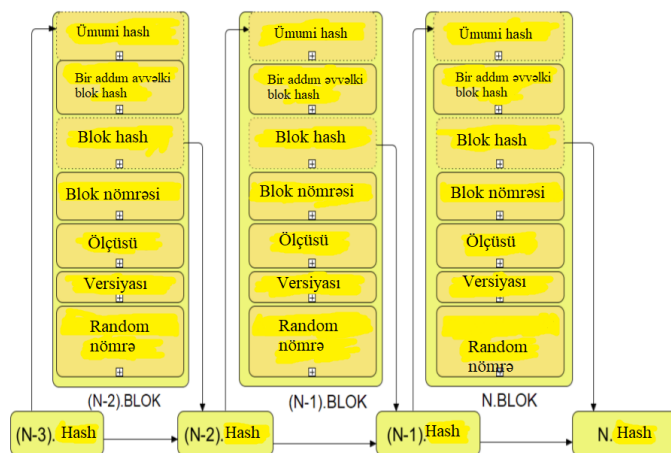 Ümumi hash
Bir addım avvəlki
blok hash
Blok hash
Blok nömrəsi
Ölçüsü
Versiyası
Random
nömrə
(N-2).BLOK
Ümumi hash
Bir addım əvvəlki
blok hash
Blok hash
Blok nömrəsi
Ölçüsü
Versiyası
Random
nömrə
(N-1).BLOK
Ümumi hash
Bir addım əvvəlki
blok hash
Blok hash
Blok nömrəsi
Ölçüsü
Versiyası
Random
nömrə
N.BLOK
(N-3). Hash
(N-2). Hash
(N-1). Hash
N. Hash